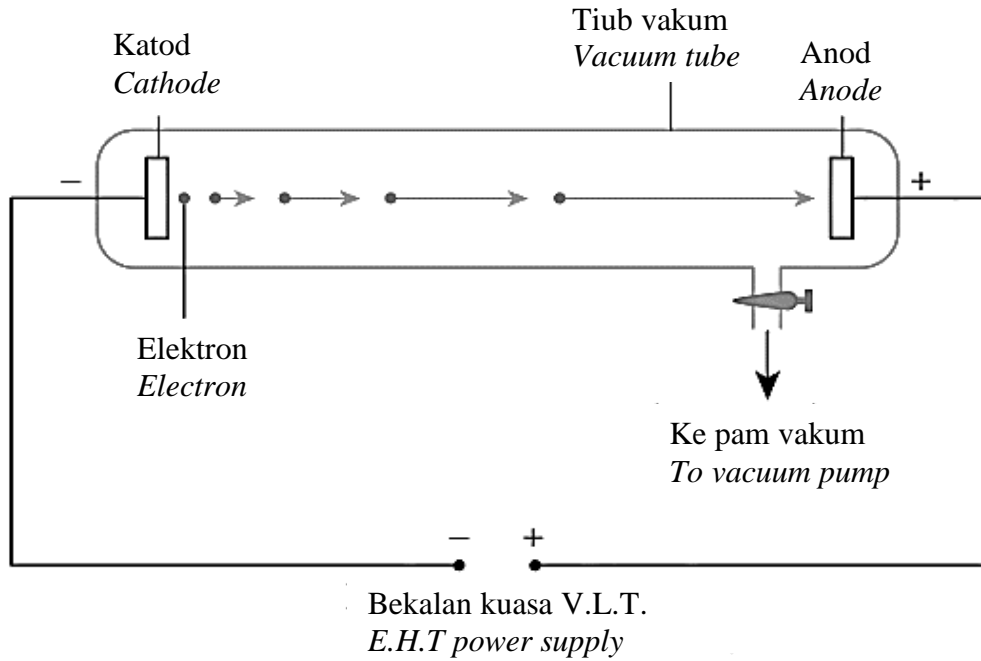 Katod
Cathode
Tiub vakum
Vacuum tube
Anod
Anode
−
+
Elektron
Electron
Ke pam vakum
To vacuum pump
− +
Bekalan kuasa V.L.T.
E.H.T power supply